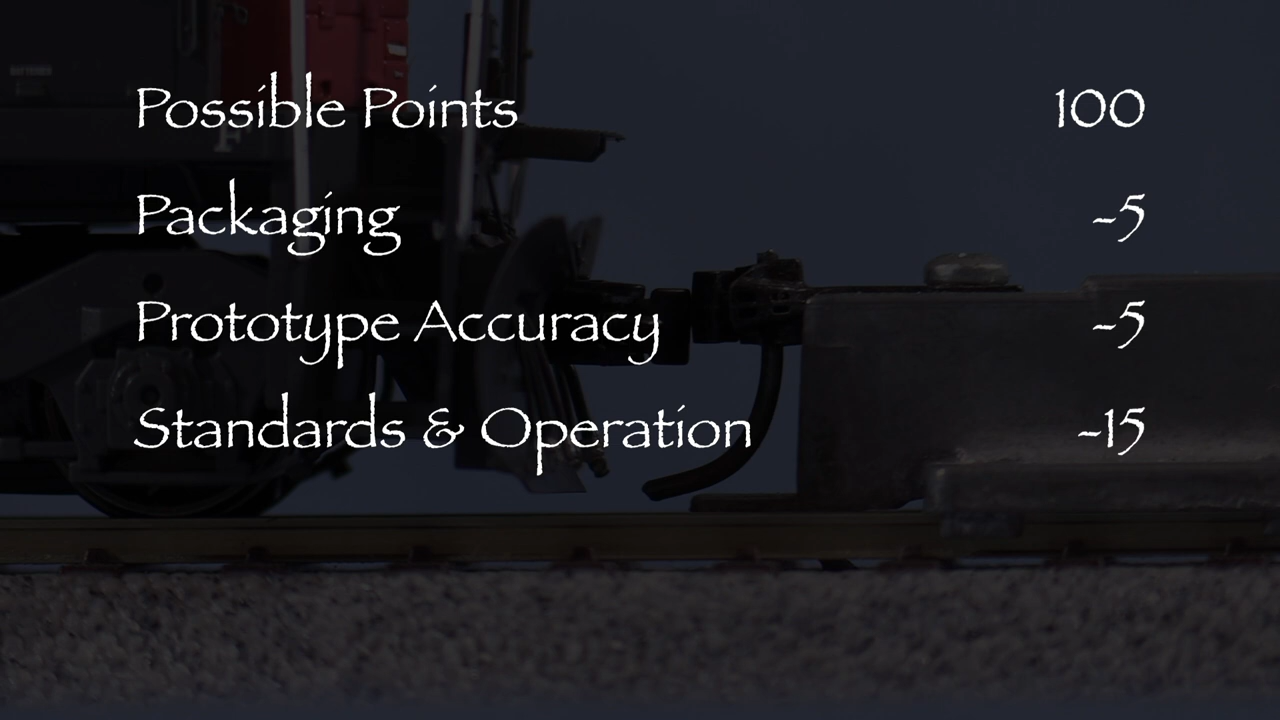 Possible Points 100
Packaging -5
Prototype Accuracy -5
Standards & Operation -15